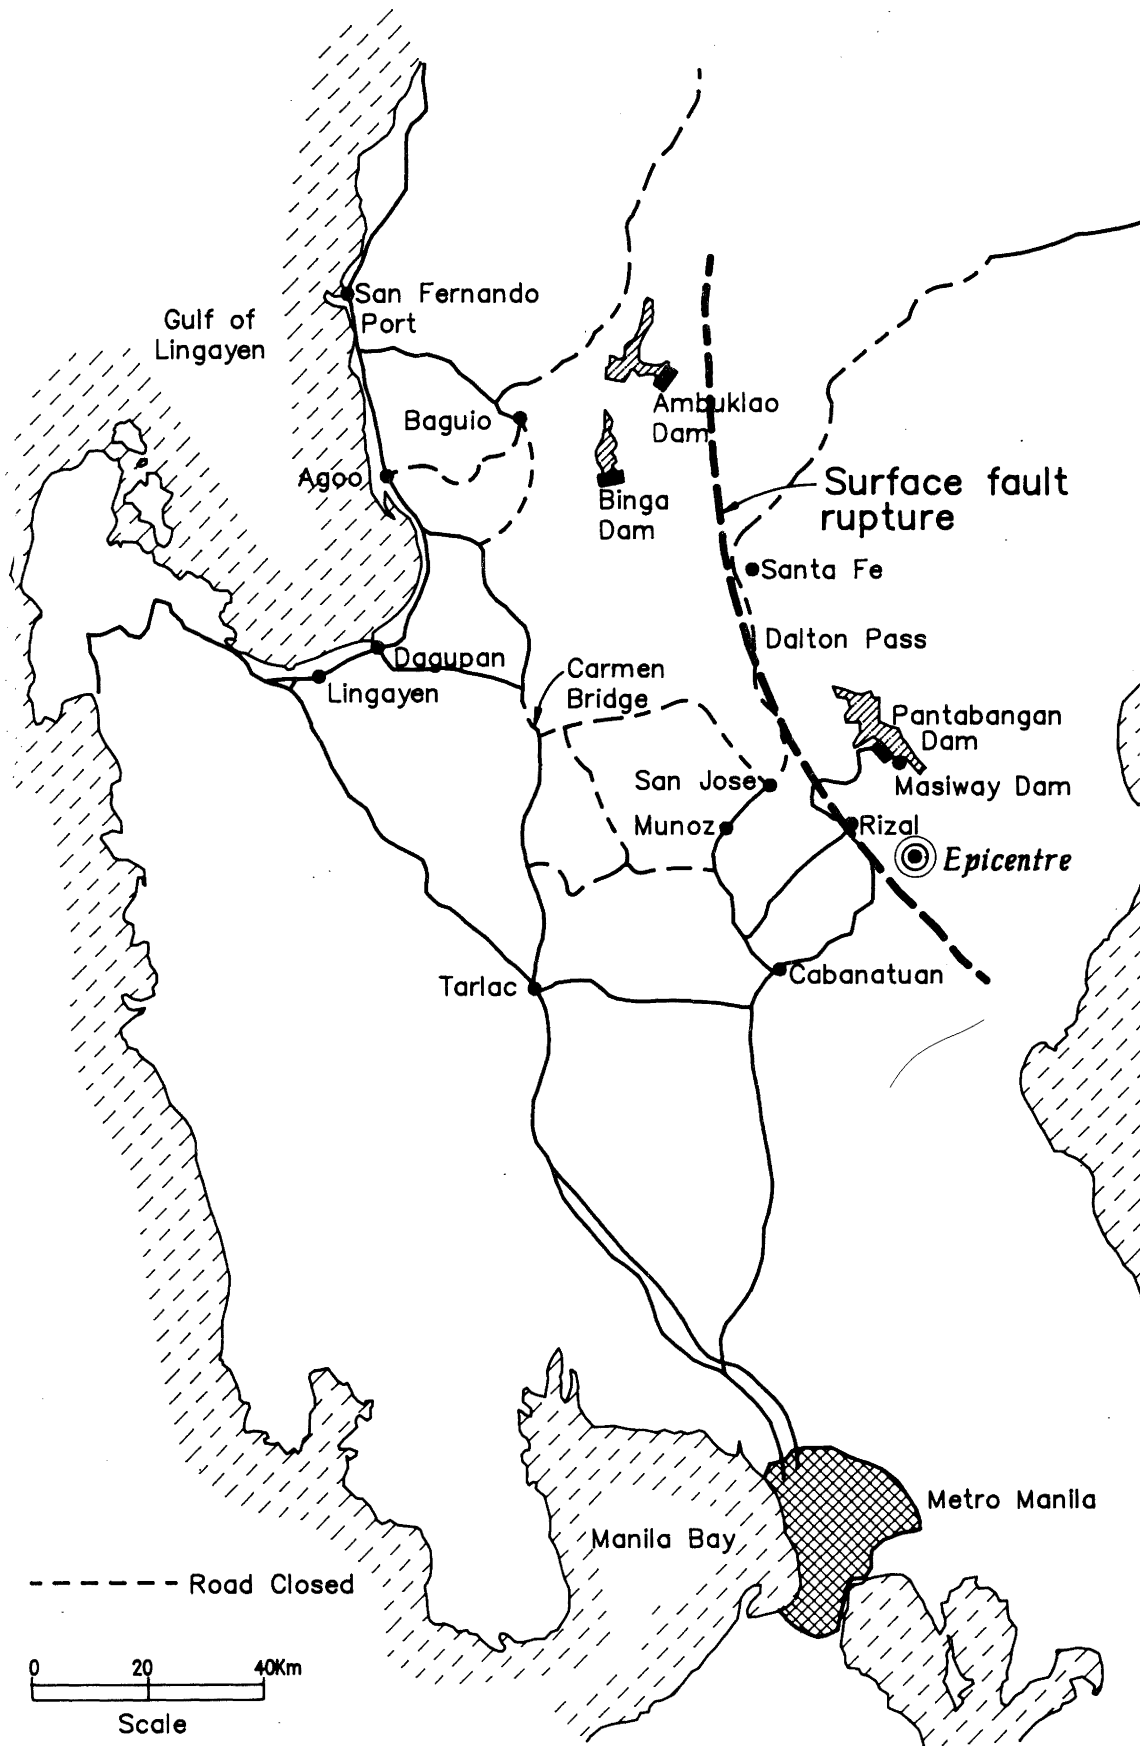 San Fernando
Port
Gulf of
Lingayen
Ambuklao
Dam
Baguio
Agoo
Binga
Dam
Surface fault
rupture
Santa Fe
Dalton Pass
Dagupan
Lingayen
Carmen
Bridge
Pantabangan
Dam
San Jose
Masiway Dam
Munoz
Rizal
Epicentre
Tarlac
Cabanatuan
Metro Manila
Manila Bay
Road Closed
0 20 40Km
Scale